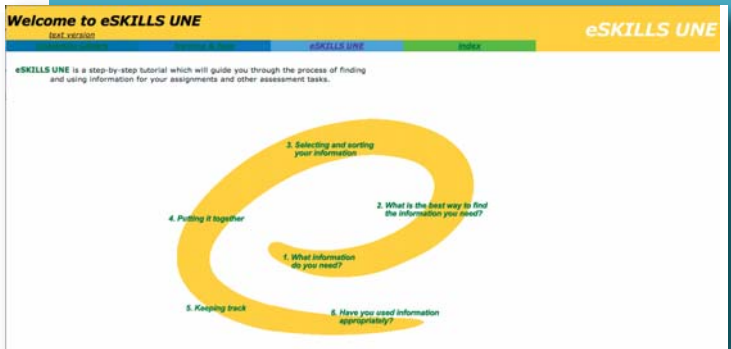 Welcome to eSKILLS UNE
eSKILLS UNE
text version
eSKILLS UNE index
eSKILLS UNE is a step-by-step tutorial which will guide you through the process of finding
and using information for your assignments and other assessment tasks.
3. Selecting and sorting
your information
2. What is the best way to find
the information you need?
4. Putting it together
1. What information
do you need?
5. Keeping track
6. Have you used information
appropriately?